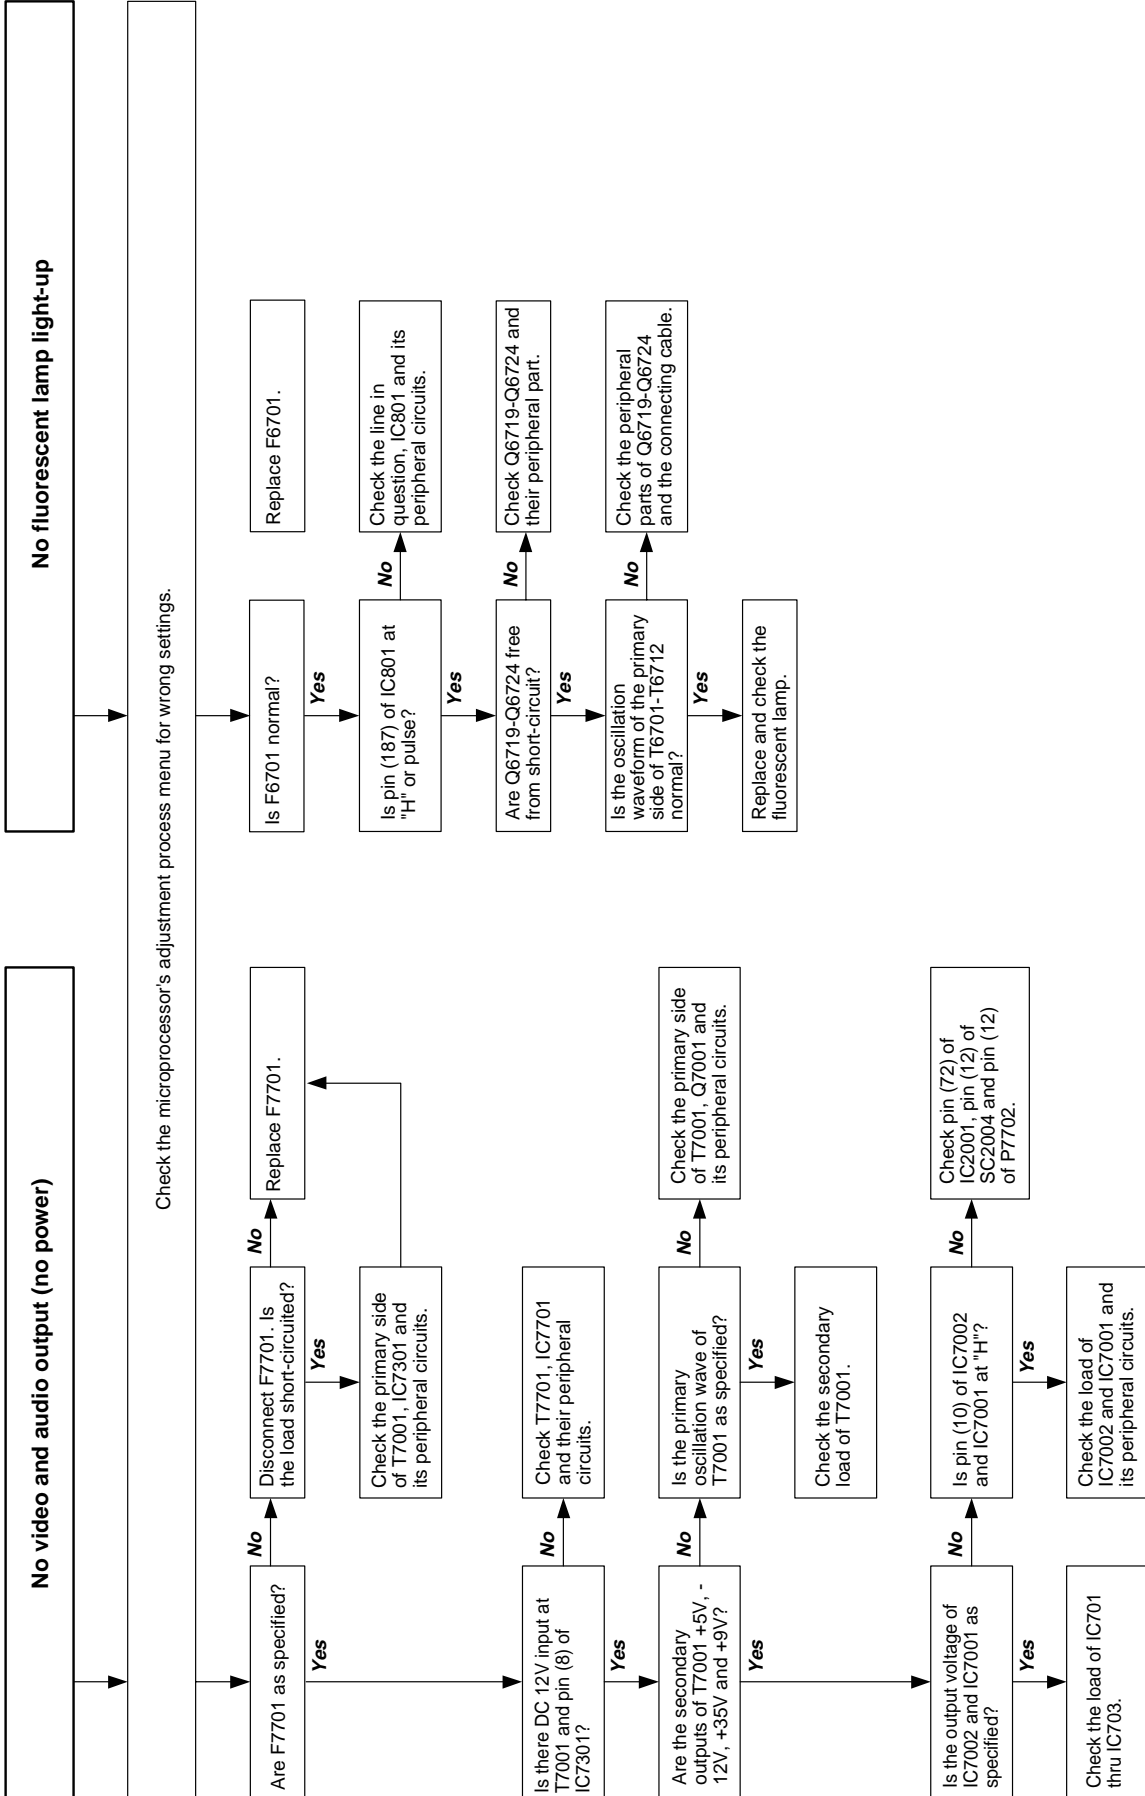 No video and audio output (no power)
No fluorescent lamp light-up
Check the microprocessor's adjustment process menu for wrong settings.
Are F7701 as specified?
No
Disconnect F7701. Is
the load short-circuited?
No
Replace F7701.
Yes
Yes
Check the primary side
of T7001, IC7301 and
its peripheral circuits.
Is there DC 12V input at
T7001 and pin (8) of
IC7301?
No
Check T7701, IC7701
and their peripheral
circuits.
Yes
Are the secondary
outputs of T7001 +5V, -
12V, +35V and +9V?
No
Is the primary
oscillation wave of
T7001 as specified?
No
Check the primary side
of T7001, Q7001 and
its peripheral circuits.
Yes
Yes
Check the secondary
load of T7001.
Is the output voltage of
IC7002 and IC7001 as
specified?
No
Is pin (10) of IC7002
and IC7001 at "H"?
No
Check pin (72) of
IC2001, pin (12) of
SC2004 and pin (12)
of P7702.
Yes
Yes
Check the load of IC701
thru IC703.
Check the load of
IC7002 and IC7001 and
its peripheral circuits.
Is F6701 normal?
Replace F6701.
Yes
Is pin (187) of IC801 at
"H" or pulse?
No
Check the line in
question, IC801 and its
peripheral circuits.
Yes
Are Q6719-Q6724 free
from short-circuit?
No
Check Q6719-Q6724 and
their peripheral part.
Yes
Is the oscillation
waveform of the primary
side of T6701-T6712
normal?
No
Check the peripheral
parts of Q6719-Q6724
and the connecting cable.
Yes
Replace and check the
fluorescent lamp.